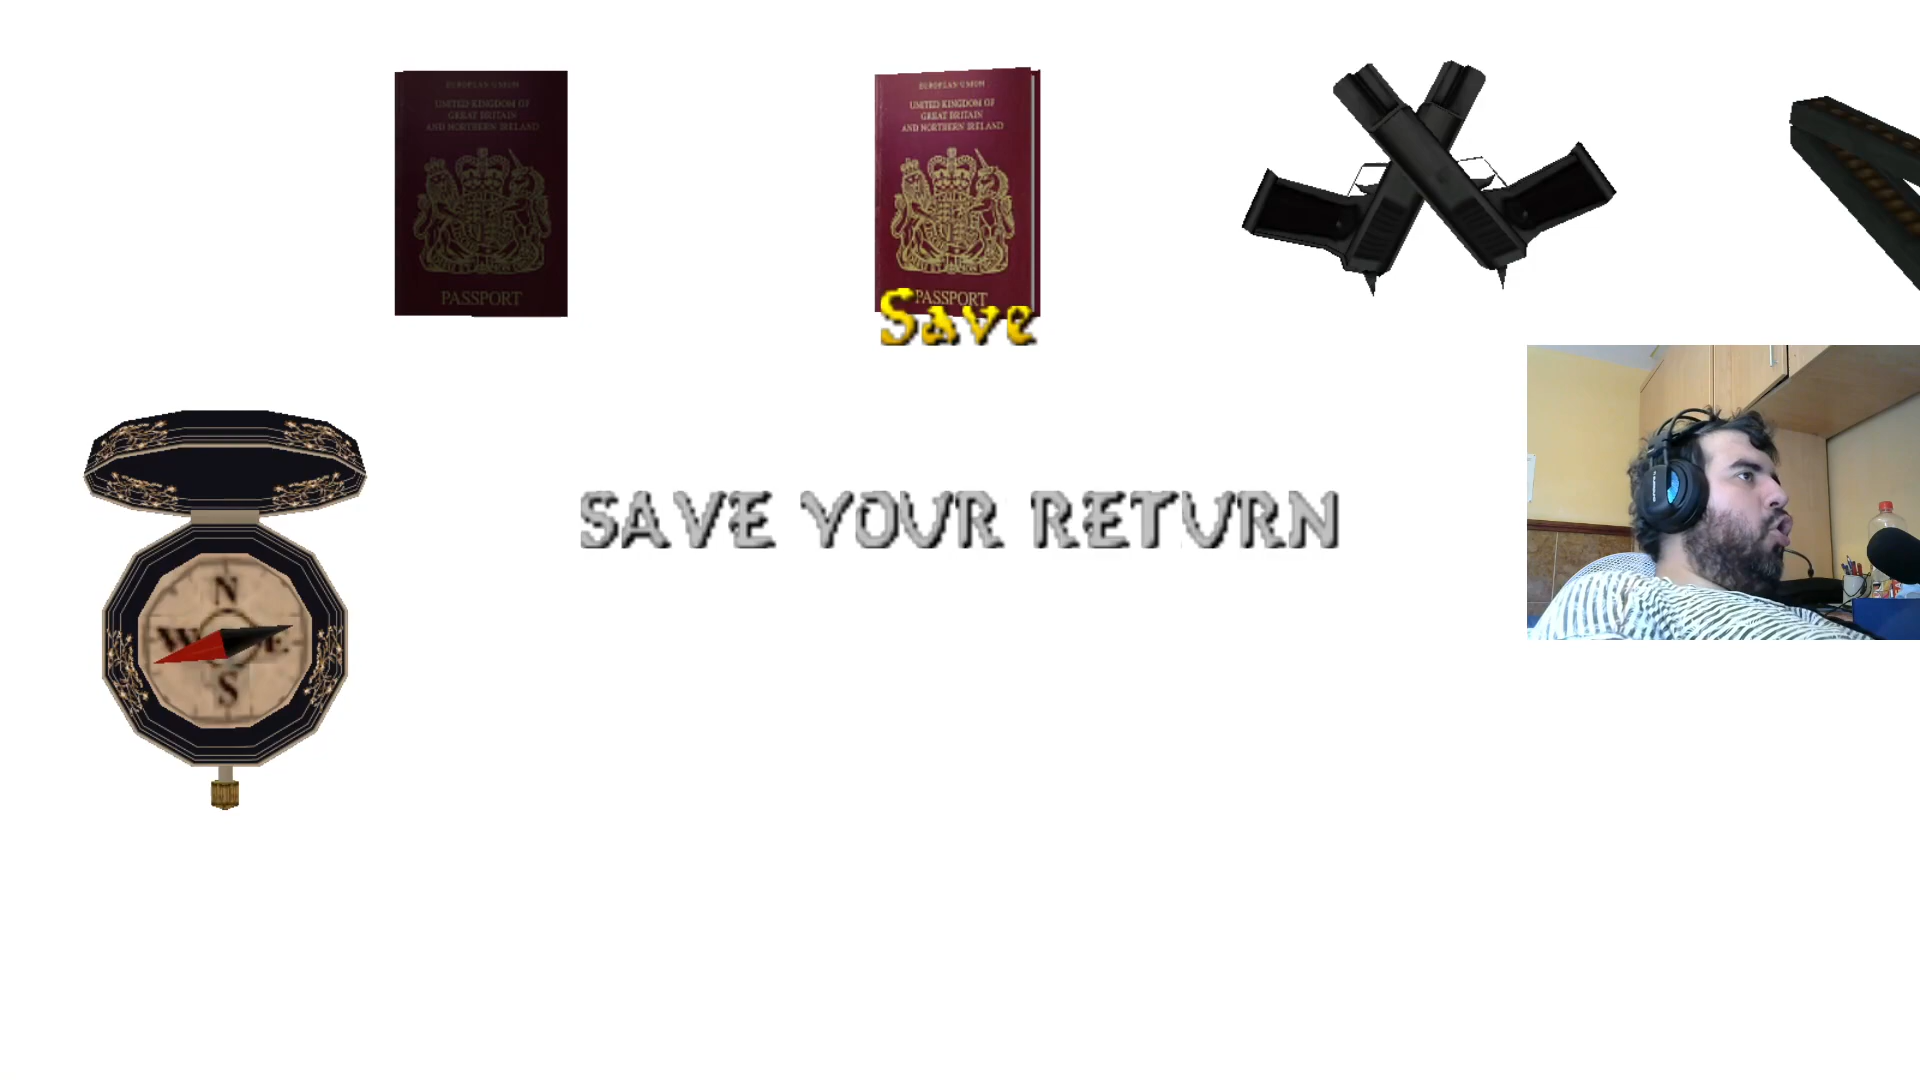 EUROPEAN UNION
UNITED KINGDOM OF
GREAT BRITAIN
AND NORTHERN IRELAND
PASSPORT
EUROPEAN UNION
UNITED KINGDOM OF
GREAT BRITAIN
AND NORTHERN IRELAND
PASSPORT
Save
SAVE YOUR RETURN
N
W E
S